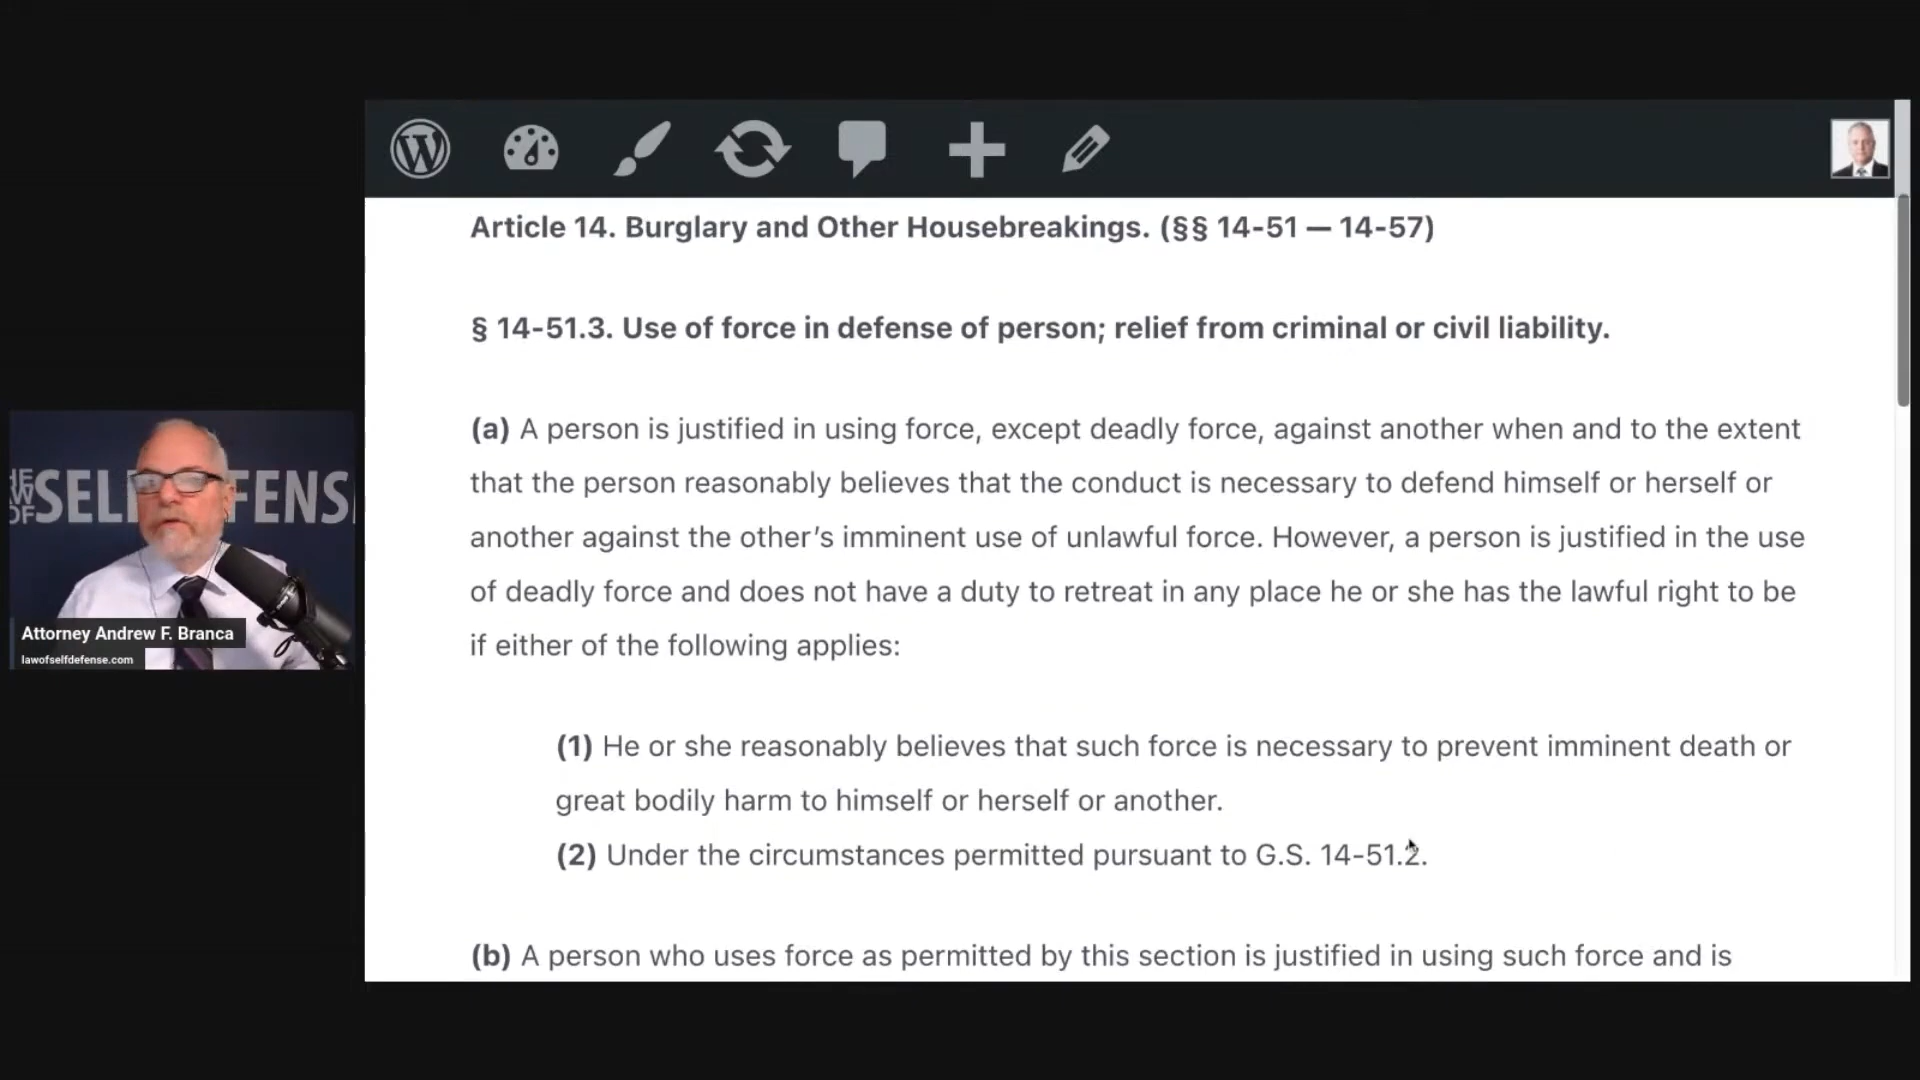 Article 14. Burglary and Other Housebreakings. (§§ 14-51 — 14-57)
§ 14-51.3. Use of force in defense of person; relief from criminal or civil liability.
(a) A person is justified in using force, except deadly force, against another when and to the extent
that the person reasonably believes that the conduct is necessary to defend himself or herself or
another against the other’s imminent use of unlawful force. However, a person is justified in the use
of deadly force and does not have a duty to retreat in any place he or she has the lawful right to be
if either of the following applies:
(1) He or she reasonably believes that such force is necessary to prevent imminent death or
great bodily harm to himself or herself or another.
(2) Under the circumstances permitted pursuant to G.S. 14-51.2.
(b) A person who uses force as permitted by this section is justified in using such force and is
OF
SEL FENS
Attorney Andrew F. Branca
lawofselfdefense.com